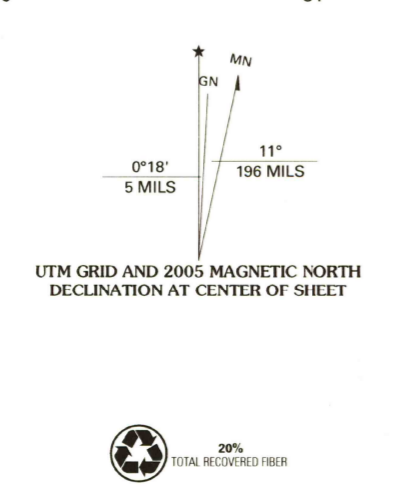 MN
GN
0°18'
5 MILS
11°
196 MILS
UTM GRID AND 2005 MAGNETIC NORTH
DECLINATION AT CENTER OF SHEET
20%
TOTAL RECOVERED FIBER